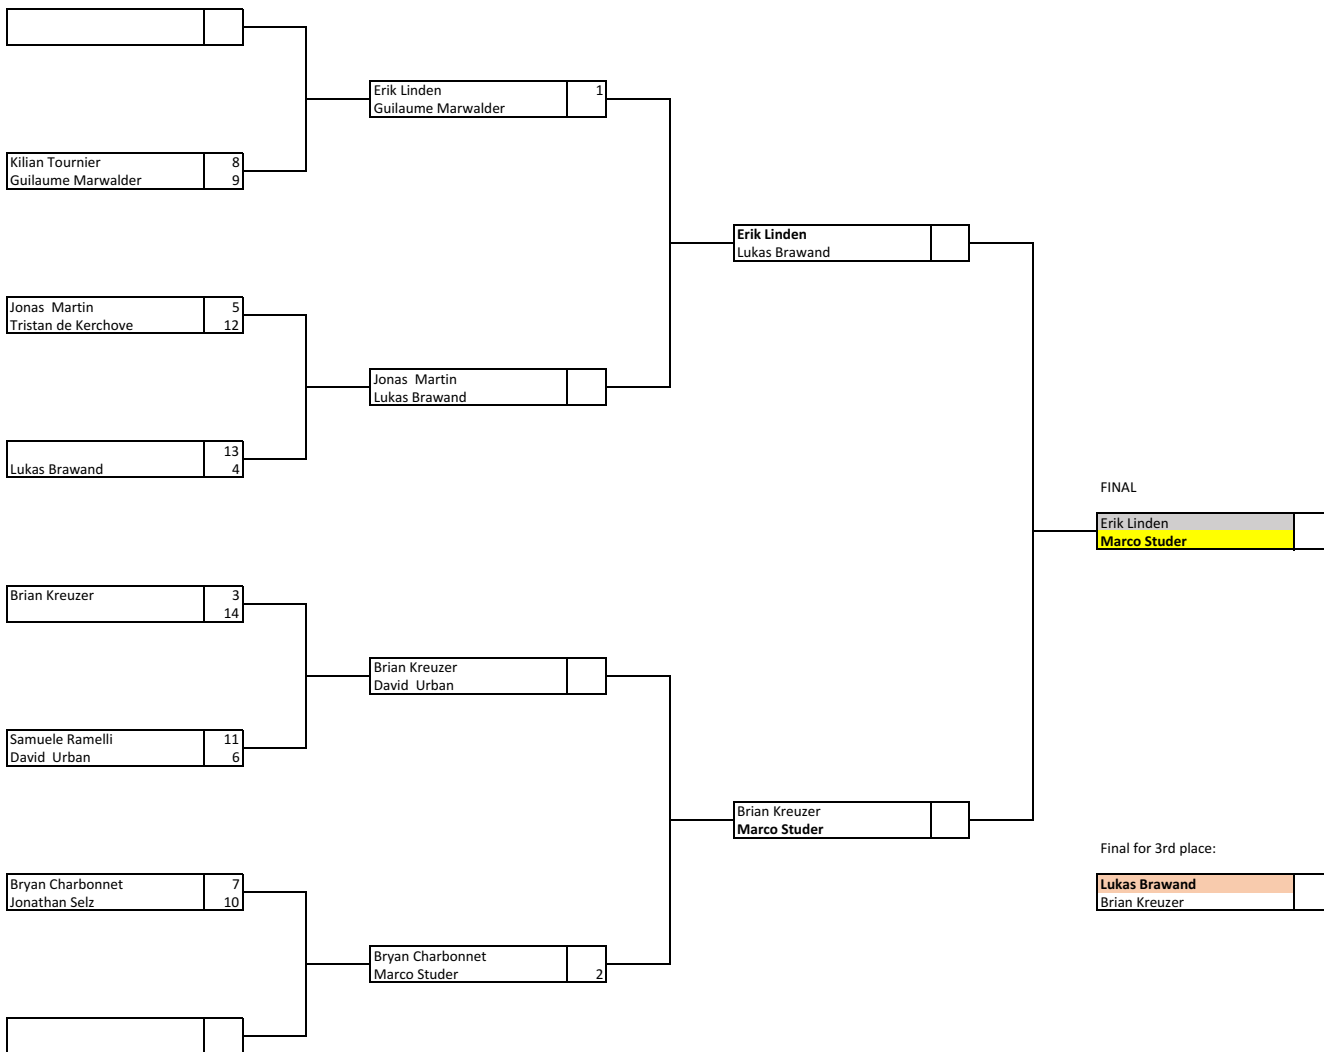 Erik Linden 1
Guilaume Marwalder
Kilian Tournier 8
Guilaume Marwalder 9
Erik Linden
Lukas Brawand
Jonas  Martin 5
Tristan de Kerchove 12
Jonas  Martin
Lukas Brawand
13
Lukas Brawand 4
FINAL
Erik Linden
Marco Studer
Brian Kreuzer 3
14
Brian Kreuzer
David  Urban
Samuele Ramelli 11
David  Urban 6
Brian Kreuzer
Marco Studer
Final for 3rd place:
Bryan Charbonnet 7
Jonathan Selz 10
Lukas Brawand
Brian Kreuzer
Bryan Charbonnet
Marco Studer 2